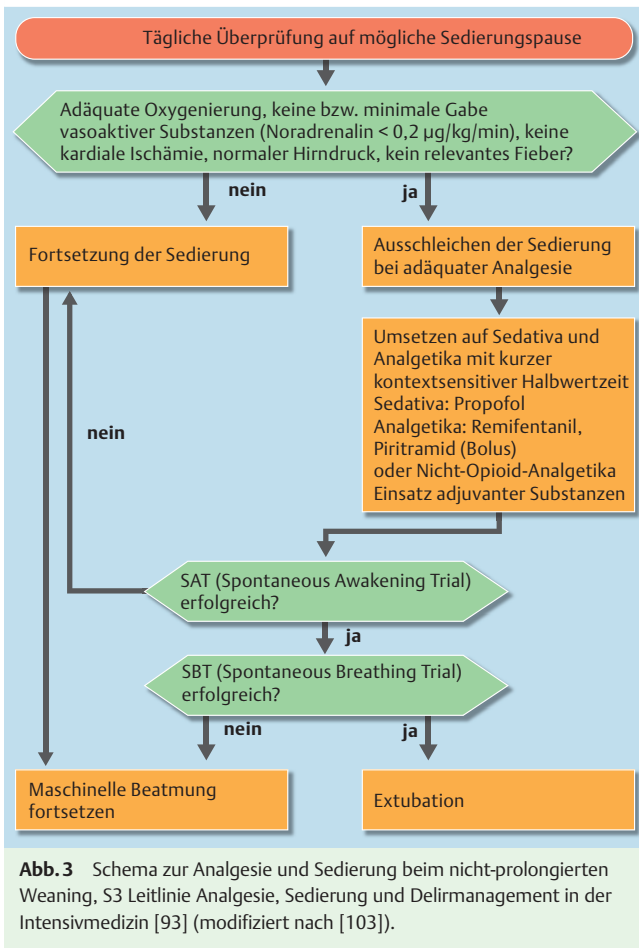 Tägliche Überprüfung auf mögliche Sedierungspause
Adäquate Oxygenierung, keine bzw. minimale Gabe
vasoaktiver Substanzen (Noradrenalin < 0,2 µg/kg/min), keine
kardiale Ischämie, normaler Hirndruck, kein relevantes Fieber?
nein
ja
Fortsetzung der Sedierung
Ausschleichen der Sedierung
bei adäquater Analgesie
Umsetzen auf Sedativa und
Analgetika mit kurzer
kontextsensitiver Halbwertzeit
Sedativa: Propofol
Analgetika: Remifentanil,
Piritramid (Bolus)
oder Nicht-Opioid-Analgetika
Einsatz adjuvanter Substanzen
nein
SAT (Spontaneous Awakening Trial)
erfolgreich?
ja
SBT (Spontaneous Breathing Trial)
erfolgreich?
nein
ja
Maschinelle Beatmung
fortsetzen
Extubation
Abb. 3 Schema zur Analgesie und Sedierung beim nicht-prolongierten
Weaning, S3 Leitlinie Analgesie, Sedierung und Delirmanagement in der
Intensivmedizin [93] (modifiziert nach [103]).